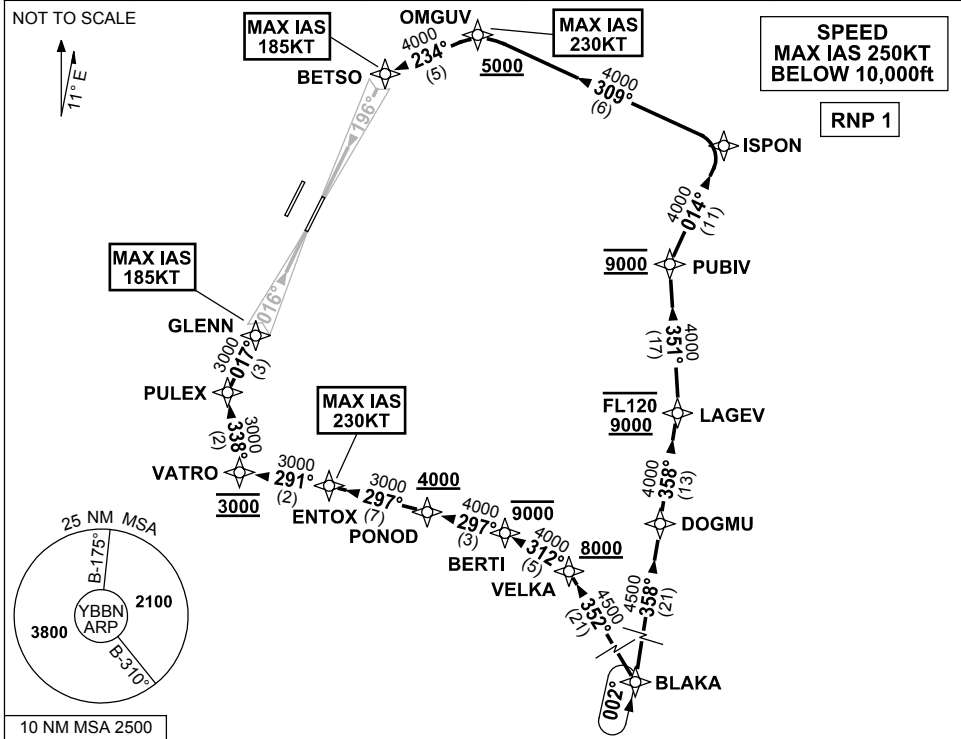 NOT TO SCALE
11° E
MAX IAS
185KT
OMGUV
MAX IAS
230KT
SPEED
MAX IAS 250KT
BELOW 10,000ft
RNP 1
BETSO
4000
234°
(5)
5000
4000
309°
(6)
ISPON
196°
4000
014°
(11)
9000
PUBIV
MAX IAS
185KT
016°
GLENN
4000
351°
(17)
3000
017°
(3)
PULEX
MAX IAS
230KT
FL120
9000
LAGEV
3000
338°
(2)
VATRO
3000
3000
291°
(2)
ENTOX
3000
297°
(7)
4000
PONOD
4000
297°
(3)
9000
BERTI
4000
312°
(5)
8000
VELKA
4000
358°
(13)
DOGMU
4500
352°
(21)
4500
358°
(21)
BLAKA
002°
25 NM MSA
B-175°
YBBN
ARP
2100
3800
B-310°
10 NM MSA 2500